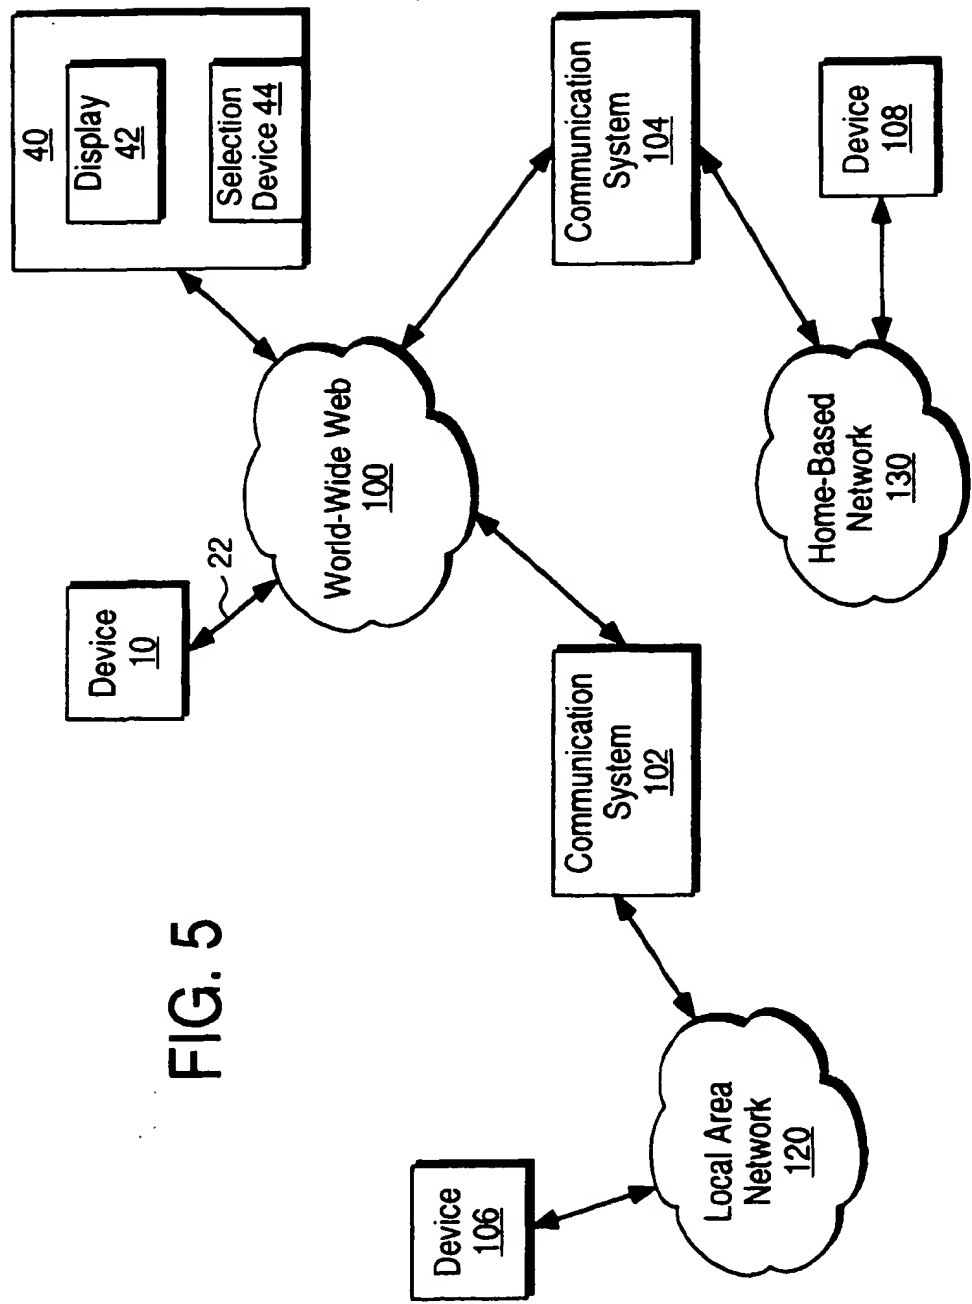 FIG. 5
Device
106
Local Area
Network
120
Communication
System
102
Device
10
22
World-Wide Web
100
40
Display
42
Selection
Device 44
Communication
System
104
Home-Based
Network
130
Device
108